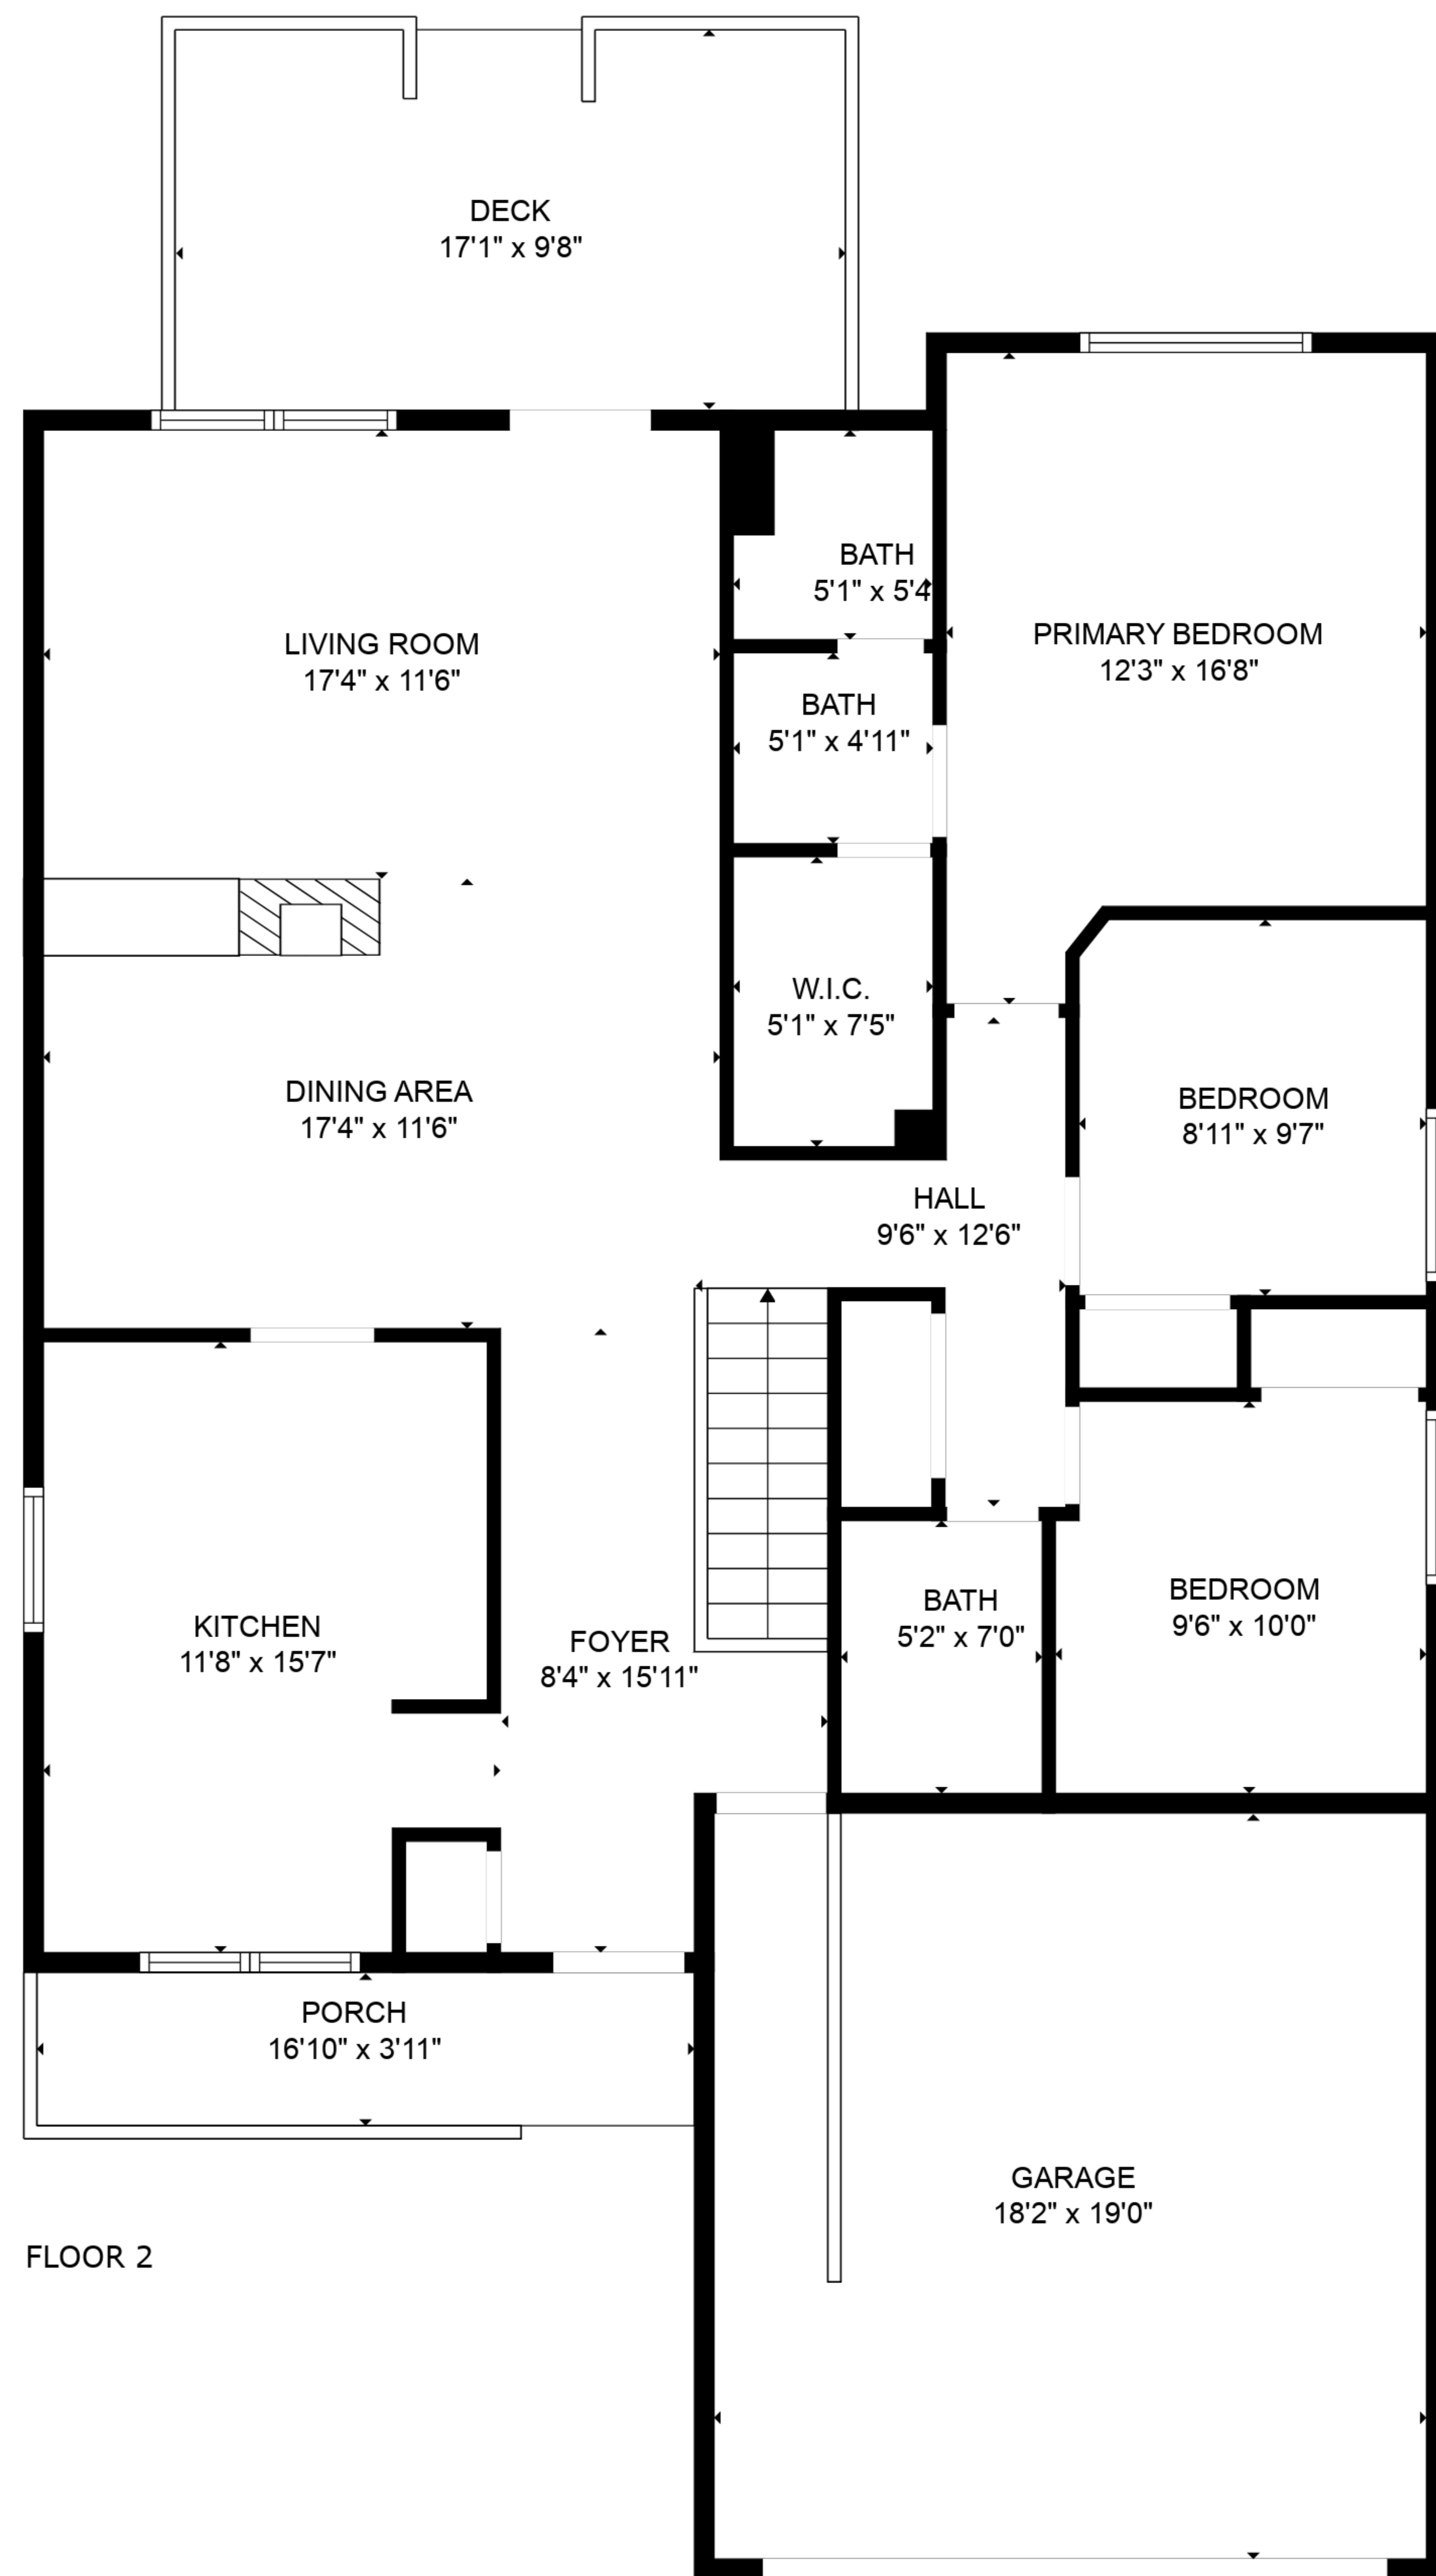 DECK
17'1" x 9'8"
BATH
5'1" x 5'4
LIVING ROOM
17'4" x 11'6"
PRIMARY BEDROOM
12'3" x 16'8"
BATH
5'1" x 4'11"
W.I.C.
5'1" x 7'5"
DINING AREA
17'4" x 11'6"
BEDROOM
8'11" x 9'7"
HALL
9'6" x 12'6"
KITCHEN
11'8" x 15'7"
FOYER
8'4" x 15'11"
BATH
5'2" x 7'0"
BEDROOM
9'6" x 10'0"
PORCH
16'10" x 3'11"
GARAGE
18'2" x 19'0"
FLOOR 2